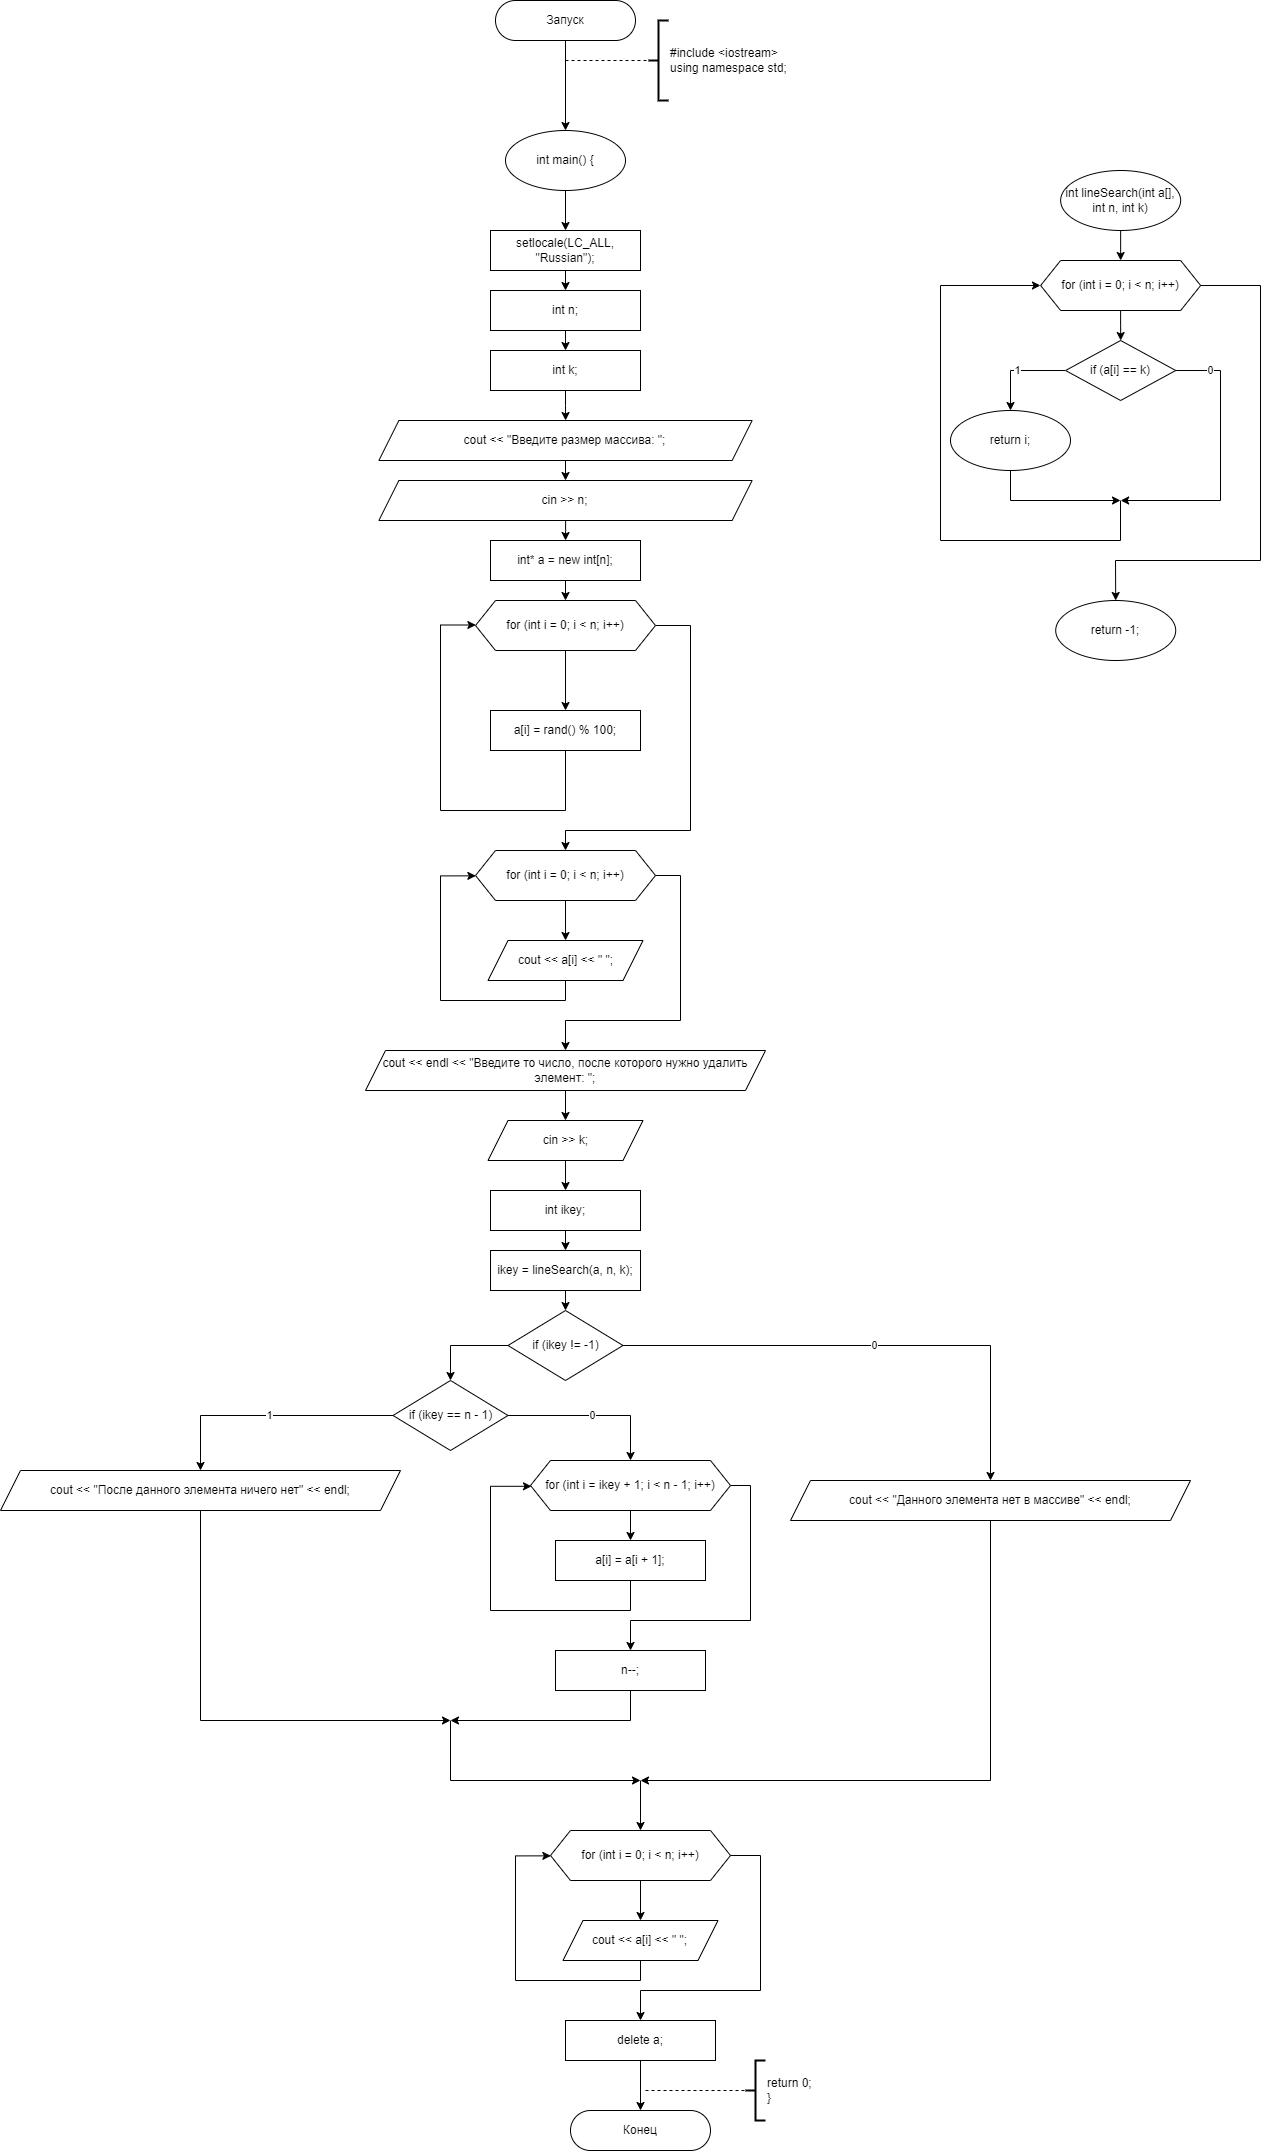 Запуск
#include <iostream>
using namespace std;
int main() {
setlocale(LC_ALL,
"Russian");
int n;
int k;
cout << "Введите размер массива: ";
cin >> n;
int* a = new int[n];
for (int i = 0; i < n; i++)
a[i] = rand() % 100;
for (int i = 0; i < n; i++)
cout << a[i] << " ";
cout << endl << "Введите то число, после которого нужно удалить
элемент: ";
cin >> k;
int ikey;
ikey = lineSearch(a, n, k);
if (ikey != -1)
0
if (ikey == n - 1)
1
0
cout << "После данного элемента ничего нет" << endl;
for (int i = ikey + 1; i < n - 1; i++)
cout << "Данного элемента нет в массиве" << endl;
a[i] = a[i + 1];
n--;
for (int i = 0; i < n; i++)
cout << a[i] << " ";
delete a;
return 0;
}
Конец
int lineSearch(int a[],
int n, int k)
for (int i = 0; i < n; i++)
if (a[i] == k)
1
0
return i;
return -1;